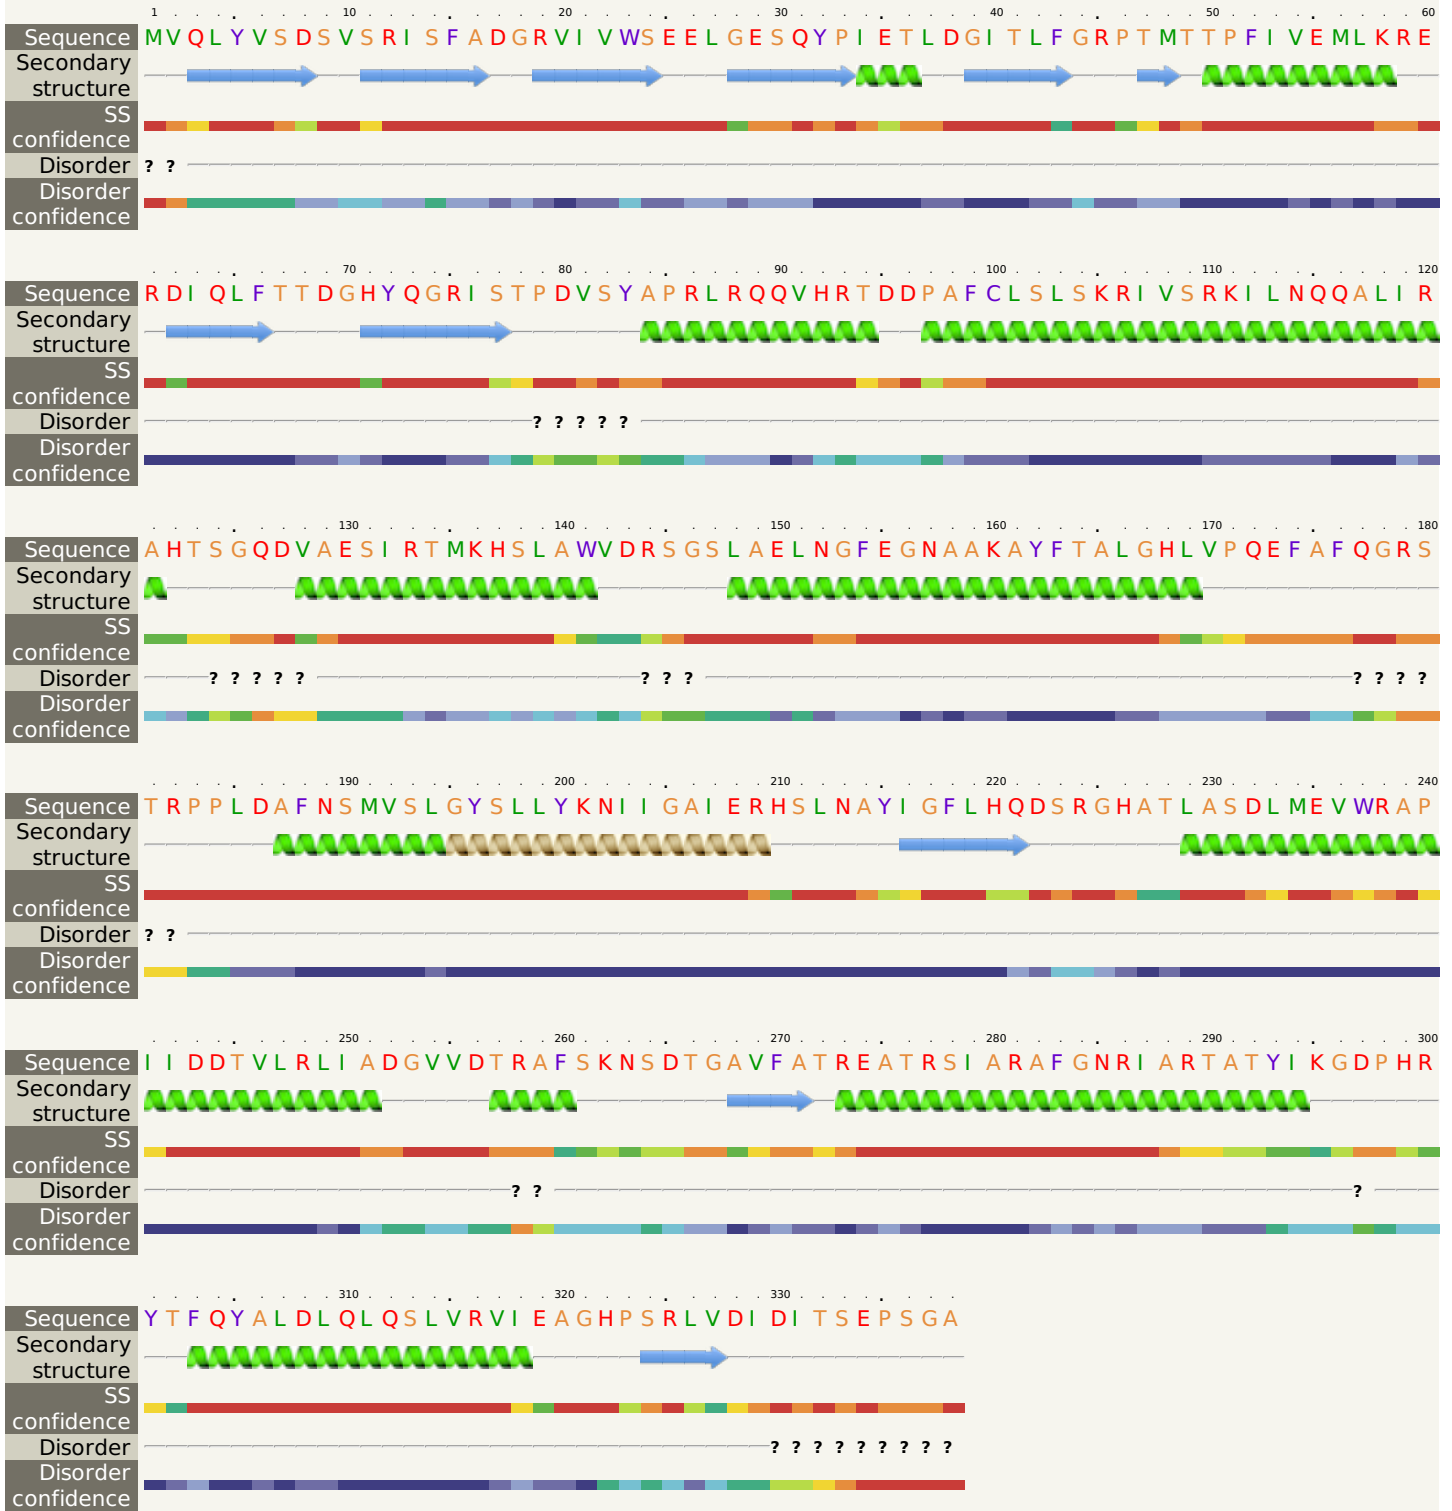 1 10 20 30 40 50 60
Sequence MVQLYVSDSVSRISFADGRVIVWSEELGESQYPIETLDGITLFGRPTMTTPFIVEMLKRE
Secondary
structure
SS
confidence
Disorder ? ?
Disorder
confidence
70 80 90 100 110 120
Sequence RDIQLFTTDGHYQGRISTPDVSYAPRLRQQVHRTDDPAFCLSLSKRIVSRKILNQQALIR
Secondary
structure
SS
confidence
Disorder ? ? ? ? ?
Disorder
confidence
130 140 150 160 170 180
Sequence AHTSGQDVAESIRTMKHSLAWVDRSGSLAELNGFEGNAAKAYFTALGHLVPQEFAFQGRS
Secondary
structure
SS
confidence
Disorder ? ? ? ? ? ? ? ? ? ? ? ?
Disorder
confidence
190 200 210 220 230 240
Sequence TRPPLDAFNSMVSLGYSLLYKNIIGAIERHSLNAYIGFLHQDSRGHATLASDLMEVWRAP
Secondary
structure
SS
confidence
Disorder ? ?
Disorder
confidence
250 260 270 280 290 300
Sequence IIDDTVLRLIADGVVDTRAFSKNSDTGAVFATREATRSIARAFGNRIARTATYIKGDPHR
Secondary
structure
SS
confidence
Disorder ? ? ?
Disorder
confidence
310 320 330
Sequence YTFQYALDLQLQSLVRVIEAGHPSRLVDIDITSEPSGA
Secondary
structure
SS
confidence
Disorder ? ? ? ? ? ? ? ? ?
Disorder
confidence